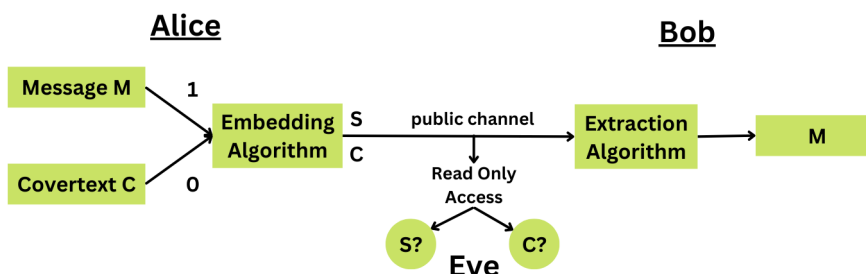 Alice
Bob
Message M
1
Covertext C
0
Embedding
Algorithm
S
C
public channel
Read Only
Access
S?
C?
Eve
Extraction
Algorithm
M